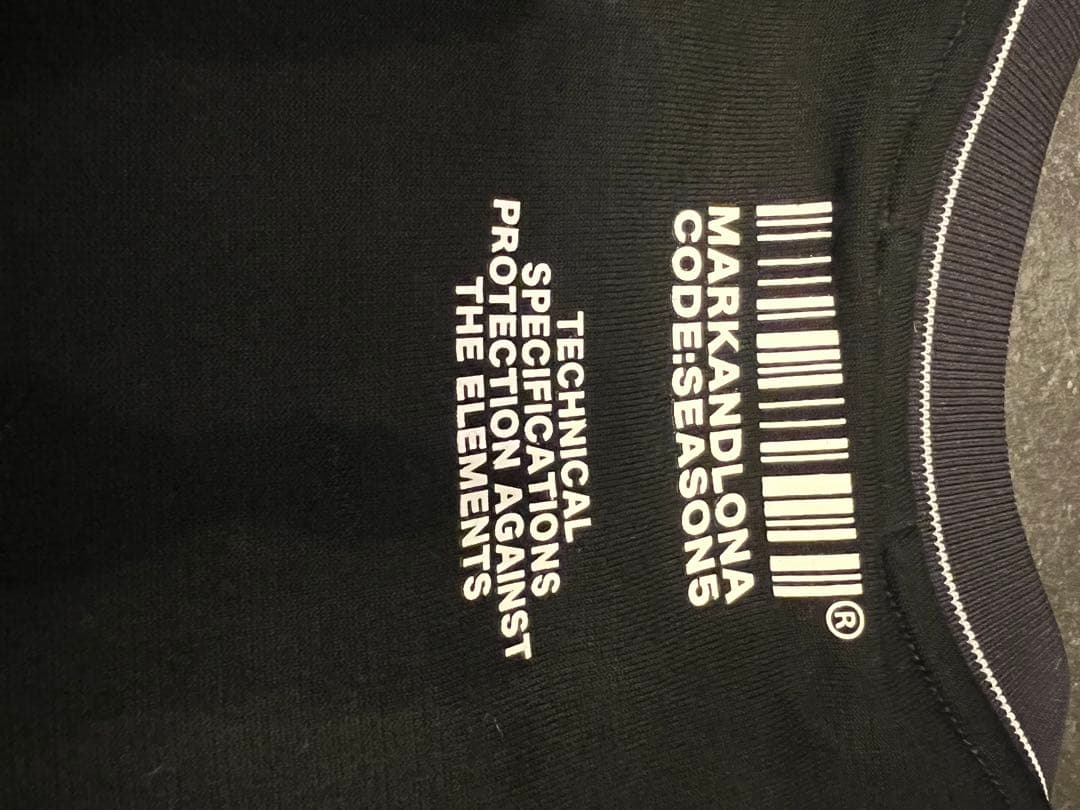 ®
MARKANDLONA
CODE:SEASON5
TECHNICAL
SPECIFICATIONS
PROTECTION AGAINST
THE ELEMENTS